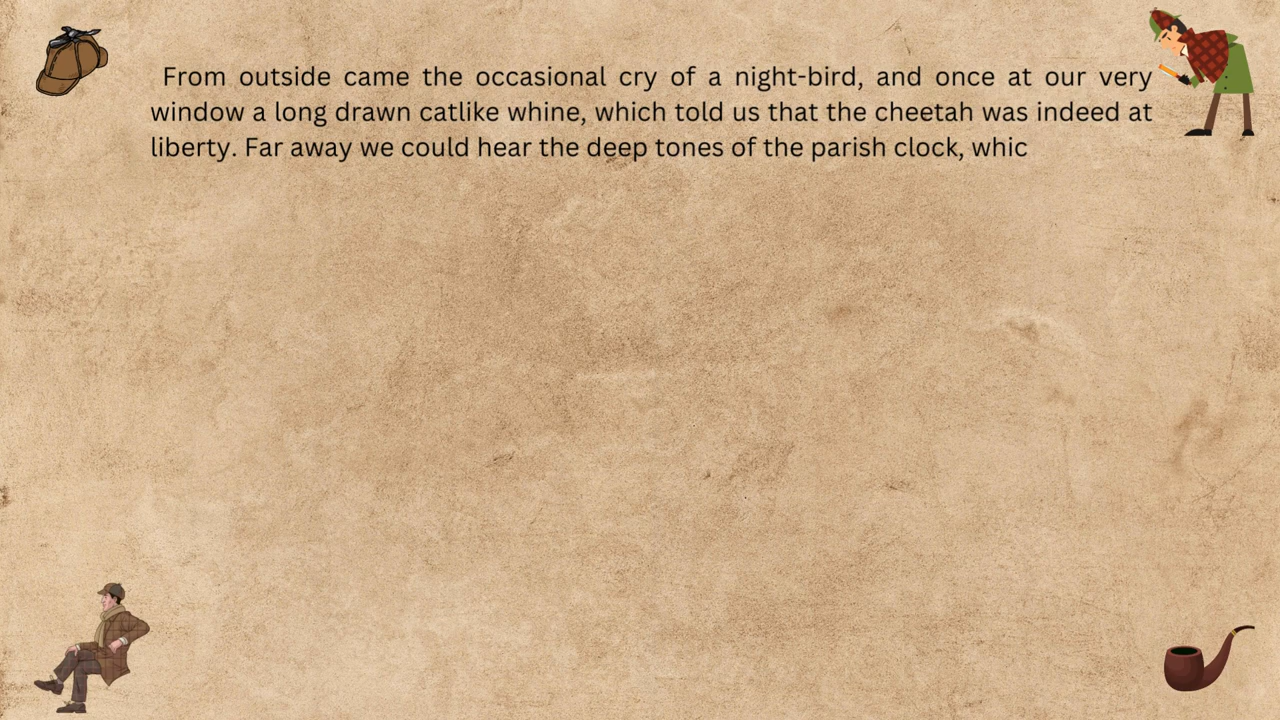 From outside came the occasional cry of a night-bird, and once at our very
window a long drawn catlike whine, which told us that the cheetah was indeed at
liberty. Far away we could hear the deep tones of the parish clock, whic